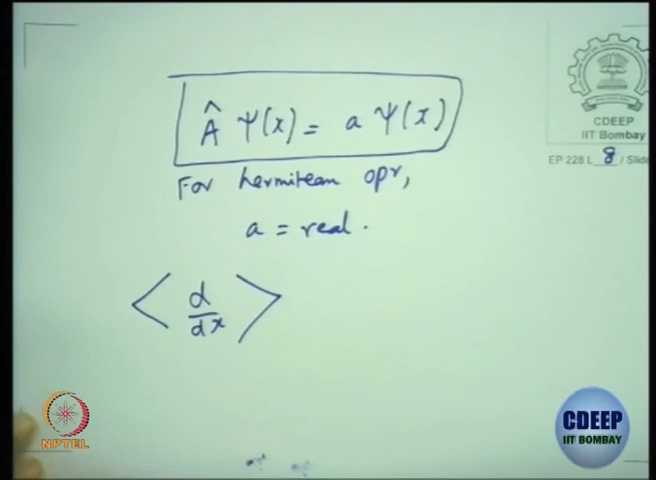 Â Ψ(x) = a Ψ(x)
For hermitean opr,
a = real.
< d/dx >
CDEEP
IIT Bombay
EP 228 L 8 / Slide
NPTEL
CDEEP
IIT BOMBAY